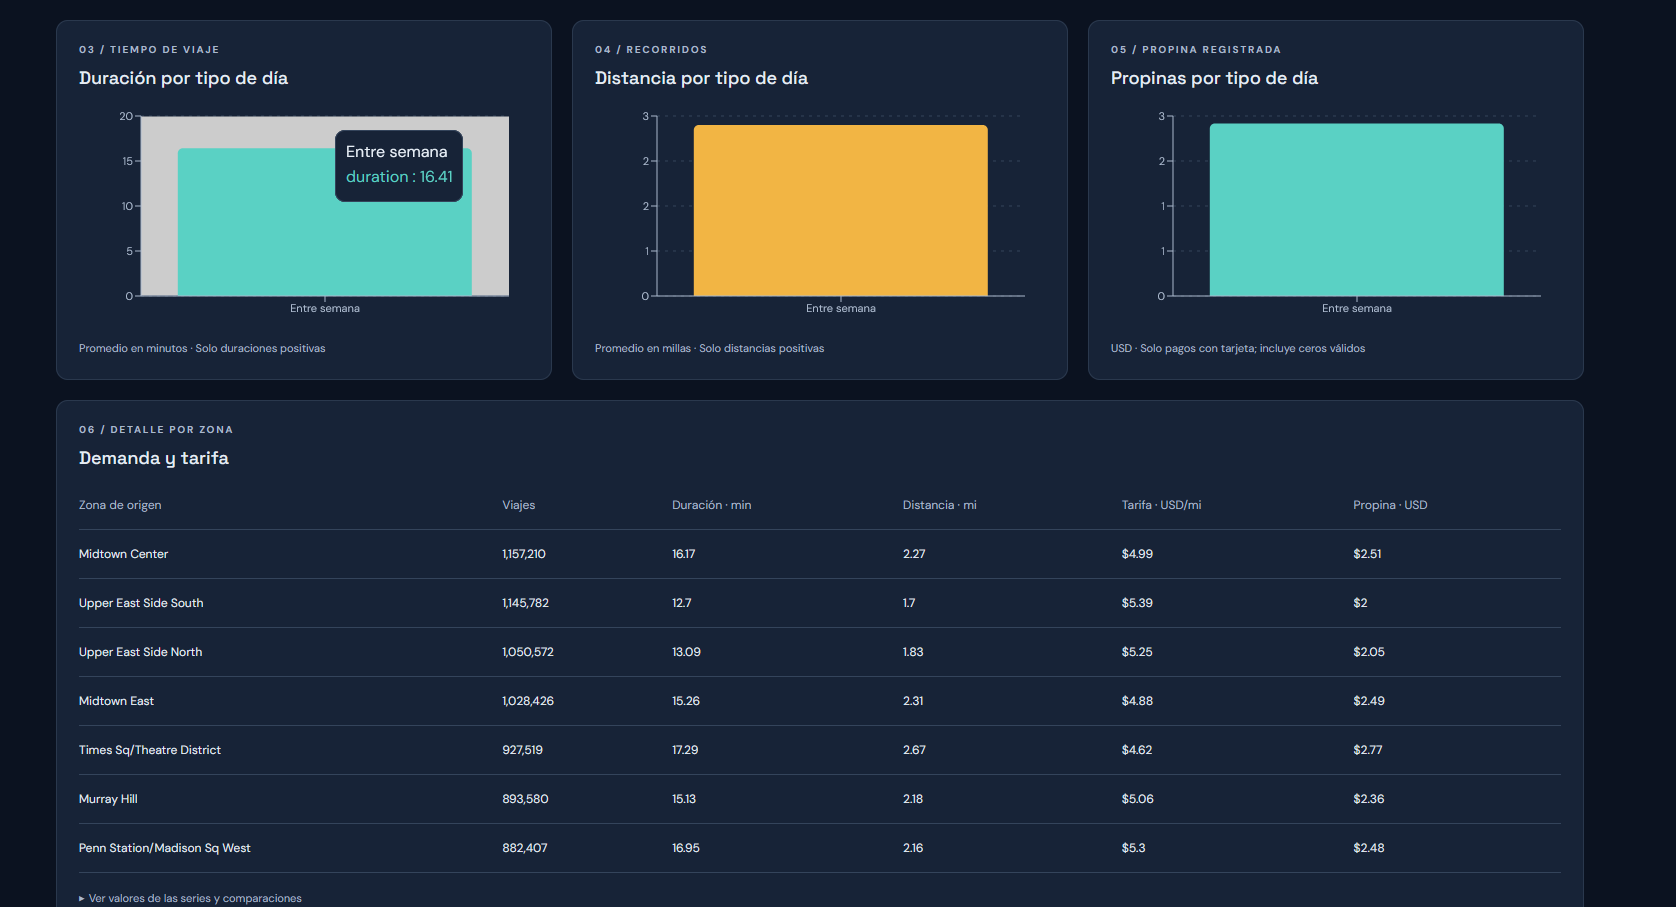 03 / TIEMPO DE VIAJE
Duración por tipo de día
20
15
10
5
0
Entre semana
duration : 16.41
Entre semana
Promedio en minutos · Solo duraciones positivas
04 / RECORRIDOS
Distancia por tipo de día
3
2
2
1
0
Entre semana
Promedio en millas · Solo distancias positivas
05 / PROPINA REGISTRADA
Propinas por tipo de día
3
2
1
1
0
Entre semana
USD · Solo pagos con tarjeta; incluye ceros válidos
06 / DETALLE POR ZONA
Demanda y tarifa
Zona de origen Viajes Duración · min Distancia · mi Tarifa · USD/mi Propina · USD
Midtown Center 1,157,210 16.17 2.27 $4.99 $2.51
Upper East Side South 1,145,782 12.7 1.7 $5.39 $2
Upper East Side North 1,050,572 13.09 1.83 $5.25 $2.05
Midtown East 1,028,426 15.26 2.31 $4.88 $2.49
Times Sq/Theatre District 927,519 17.29 2.67 $4.62 $2.77
Murray Hill 893,580 15.13 2.18 $5.06 $2.36
Penn Station/Madison Sq West 882,407 16.95 2.16 $5.3 $2.48
▸ Ver valores de las series y comparaciones